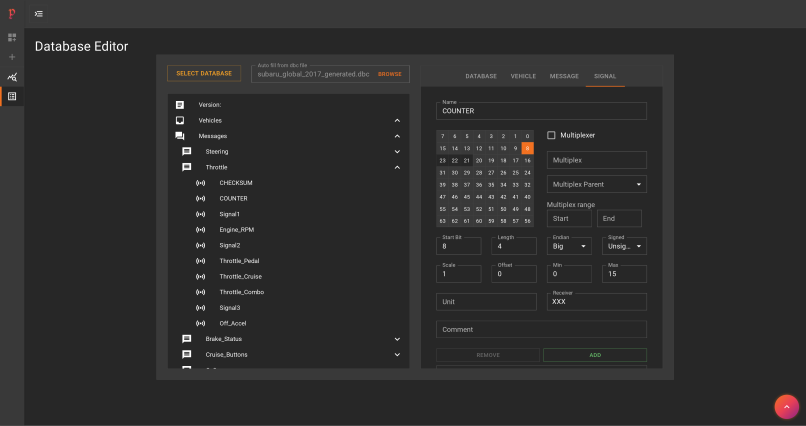 Database Editor
SELECT DATABASE
Auto fill from dbc file
subaru_global_2017_generated.dbc
BROWSE
Version:
Vehicles
Messages
Steering
Throttle
CHECKSUM
COUNTER
Signal1
Engine_RPM
Signal2
Throttle_Pedal
Throttle_Cruise
Throttle_Combo
Signal3
Off_Accel
Brake_Status
Cruise_Buttons
DATABASE VEHICLE MESSAGE SIGNAL
Name
COUNTER
7 6 5 4 3 2 1 0
15 14 13 12 11 10 9 8
23 22 21 20 19 18 17 16
31 30 29 28 27 26 25 24
39 38 37 36 35 34 33 32
47 46 45 44 43 42 41 40
55 54 53 52 51 50 49 48
63 62 61 60 59 58 57 56
Multiplexer
Multiplex
Multiplex Parent
Multiplex range
Start End
Start Bit Length Endian Signed
8 4 Big Unsig...
Scale Offset Min Max
1 0 0 15
Unit
Receiver
XXX
Comment
REMOVE ADD